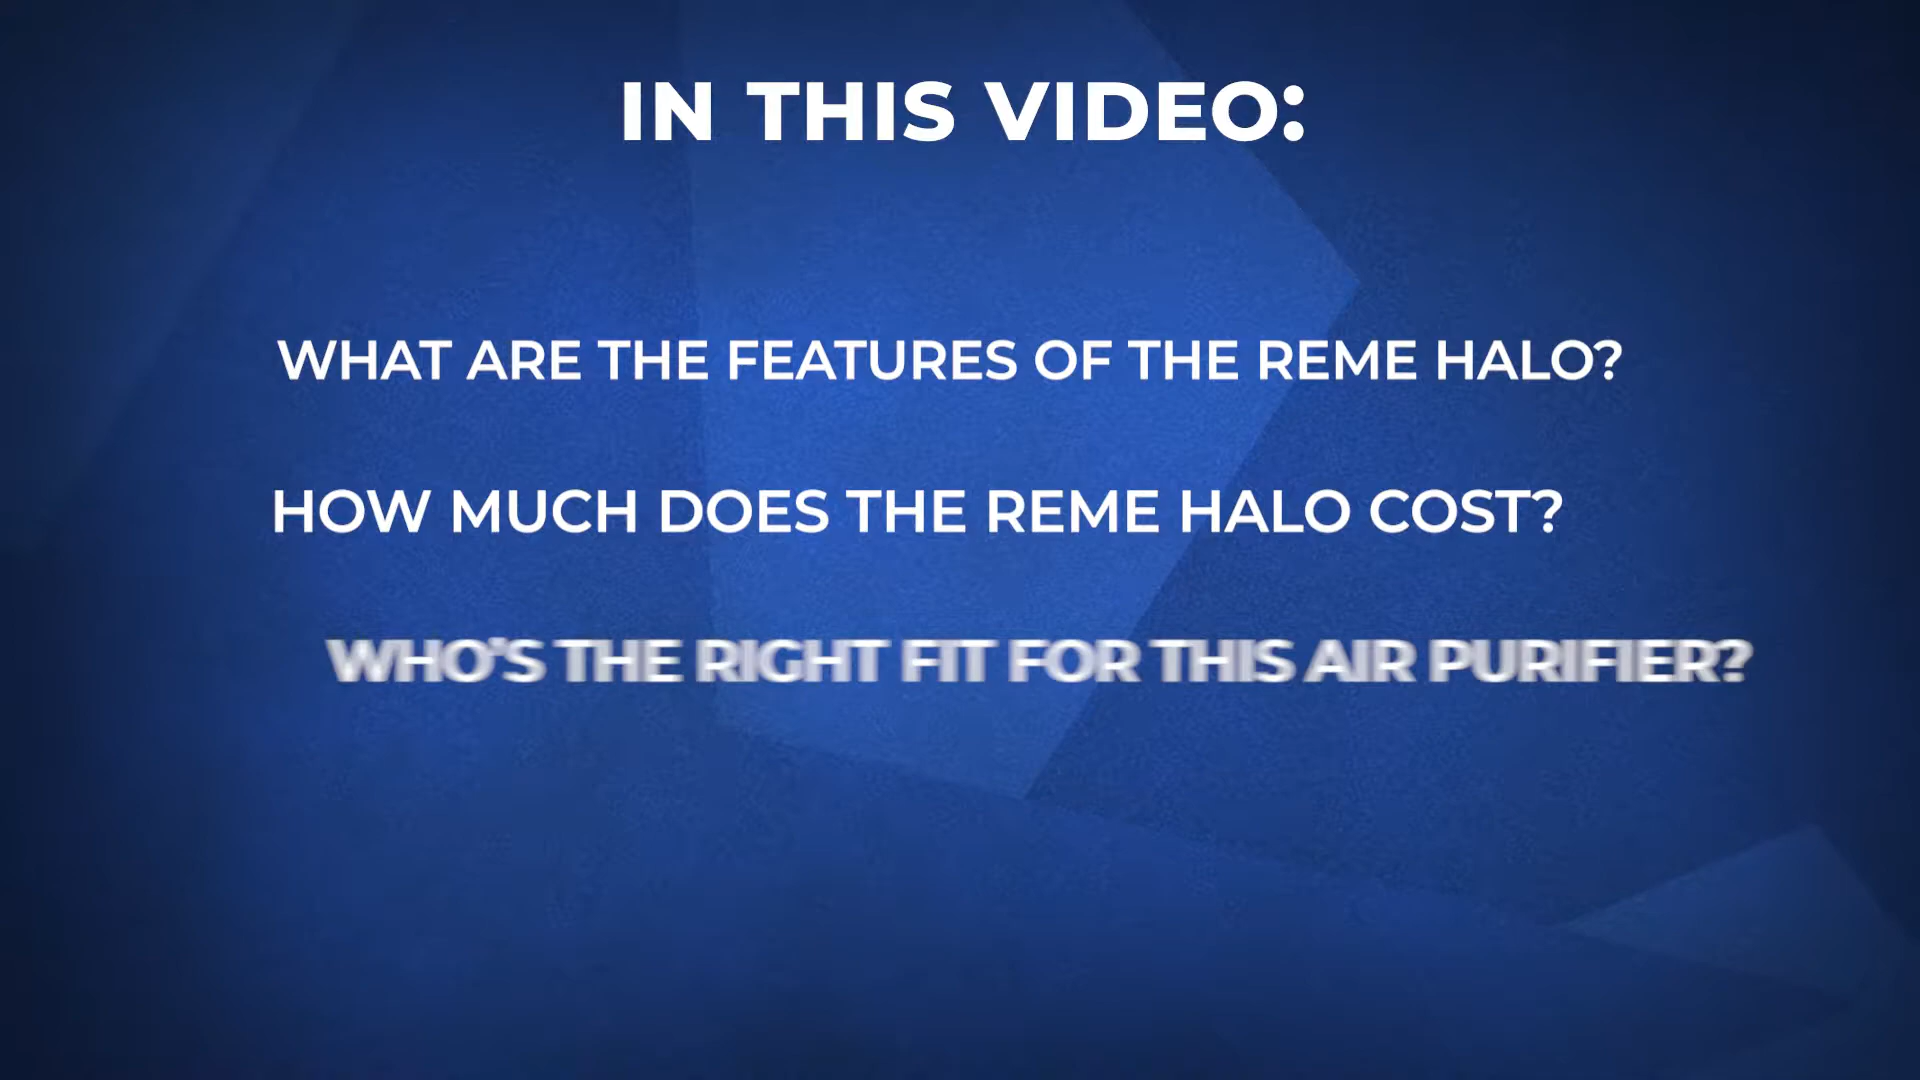 IN THIS VIDEO:
WHAT ARE THE FEATURES OF THE REME HALO?
HOW MUCH DOES THE REME HALO COST?
WHO'S THE RIGHT FIT FOR THIS AIR PURIFIER?